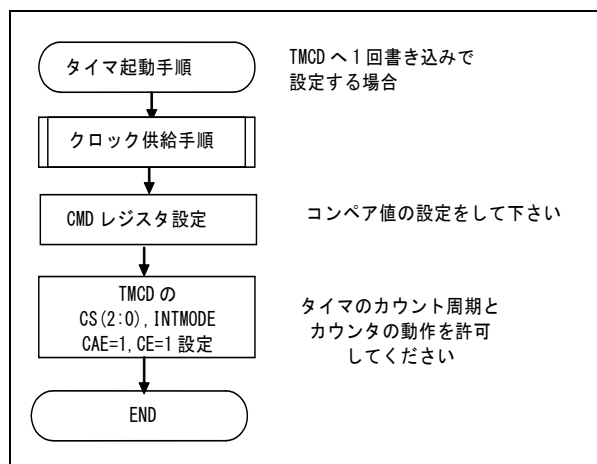 タイマ起動手順
TMCD へ 1 回書き込みで
設定する場合
クロック供給手順
CMD レジスタ設定
コンペア値の設定をして下さい
TMCD の
CS(2:0), INTMODE
CAE=1, CE=1 設定
タイマのカウント周期と
カウンタの動作を許可
してください
END